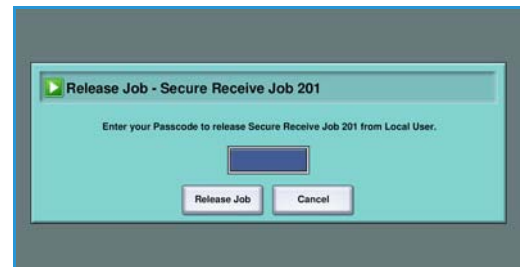 Release Job - Secure Receive Job 201
Enter your Passcode to release Secure Receive Job 201 from Local User.
Release Job
Cancel